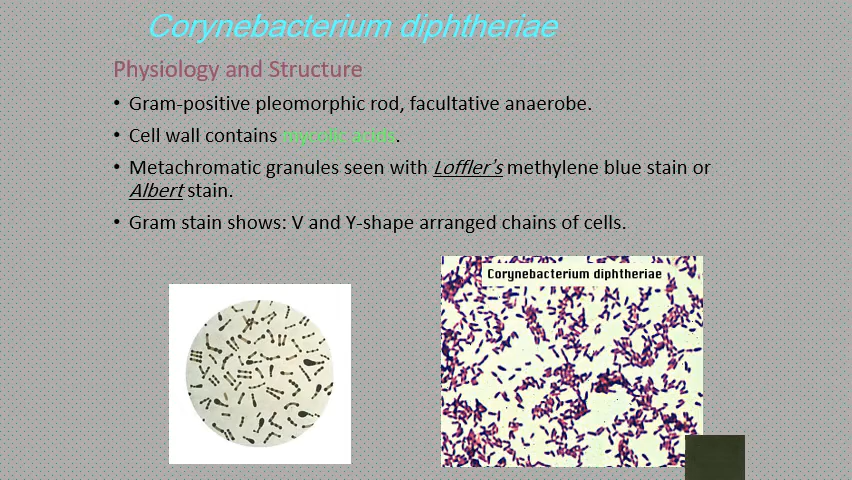 Corynebacterium diphtheriae
Physiology and Structure
• Gram-positive pleomorphic rod, facultative anaerobe.
• Cell wall contains mycolic acids.
• Metachromatic granules seen with Loffler's methylene blue stain or
Albert stain.
• Gram stain shows: V and Y-shape arranged chains of cells.
Corynebacterium diphtheriae